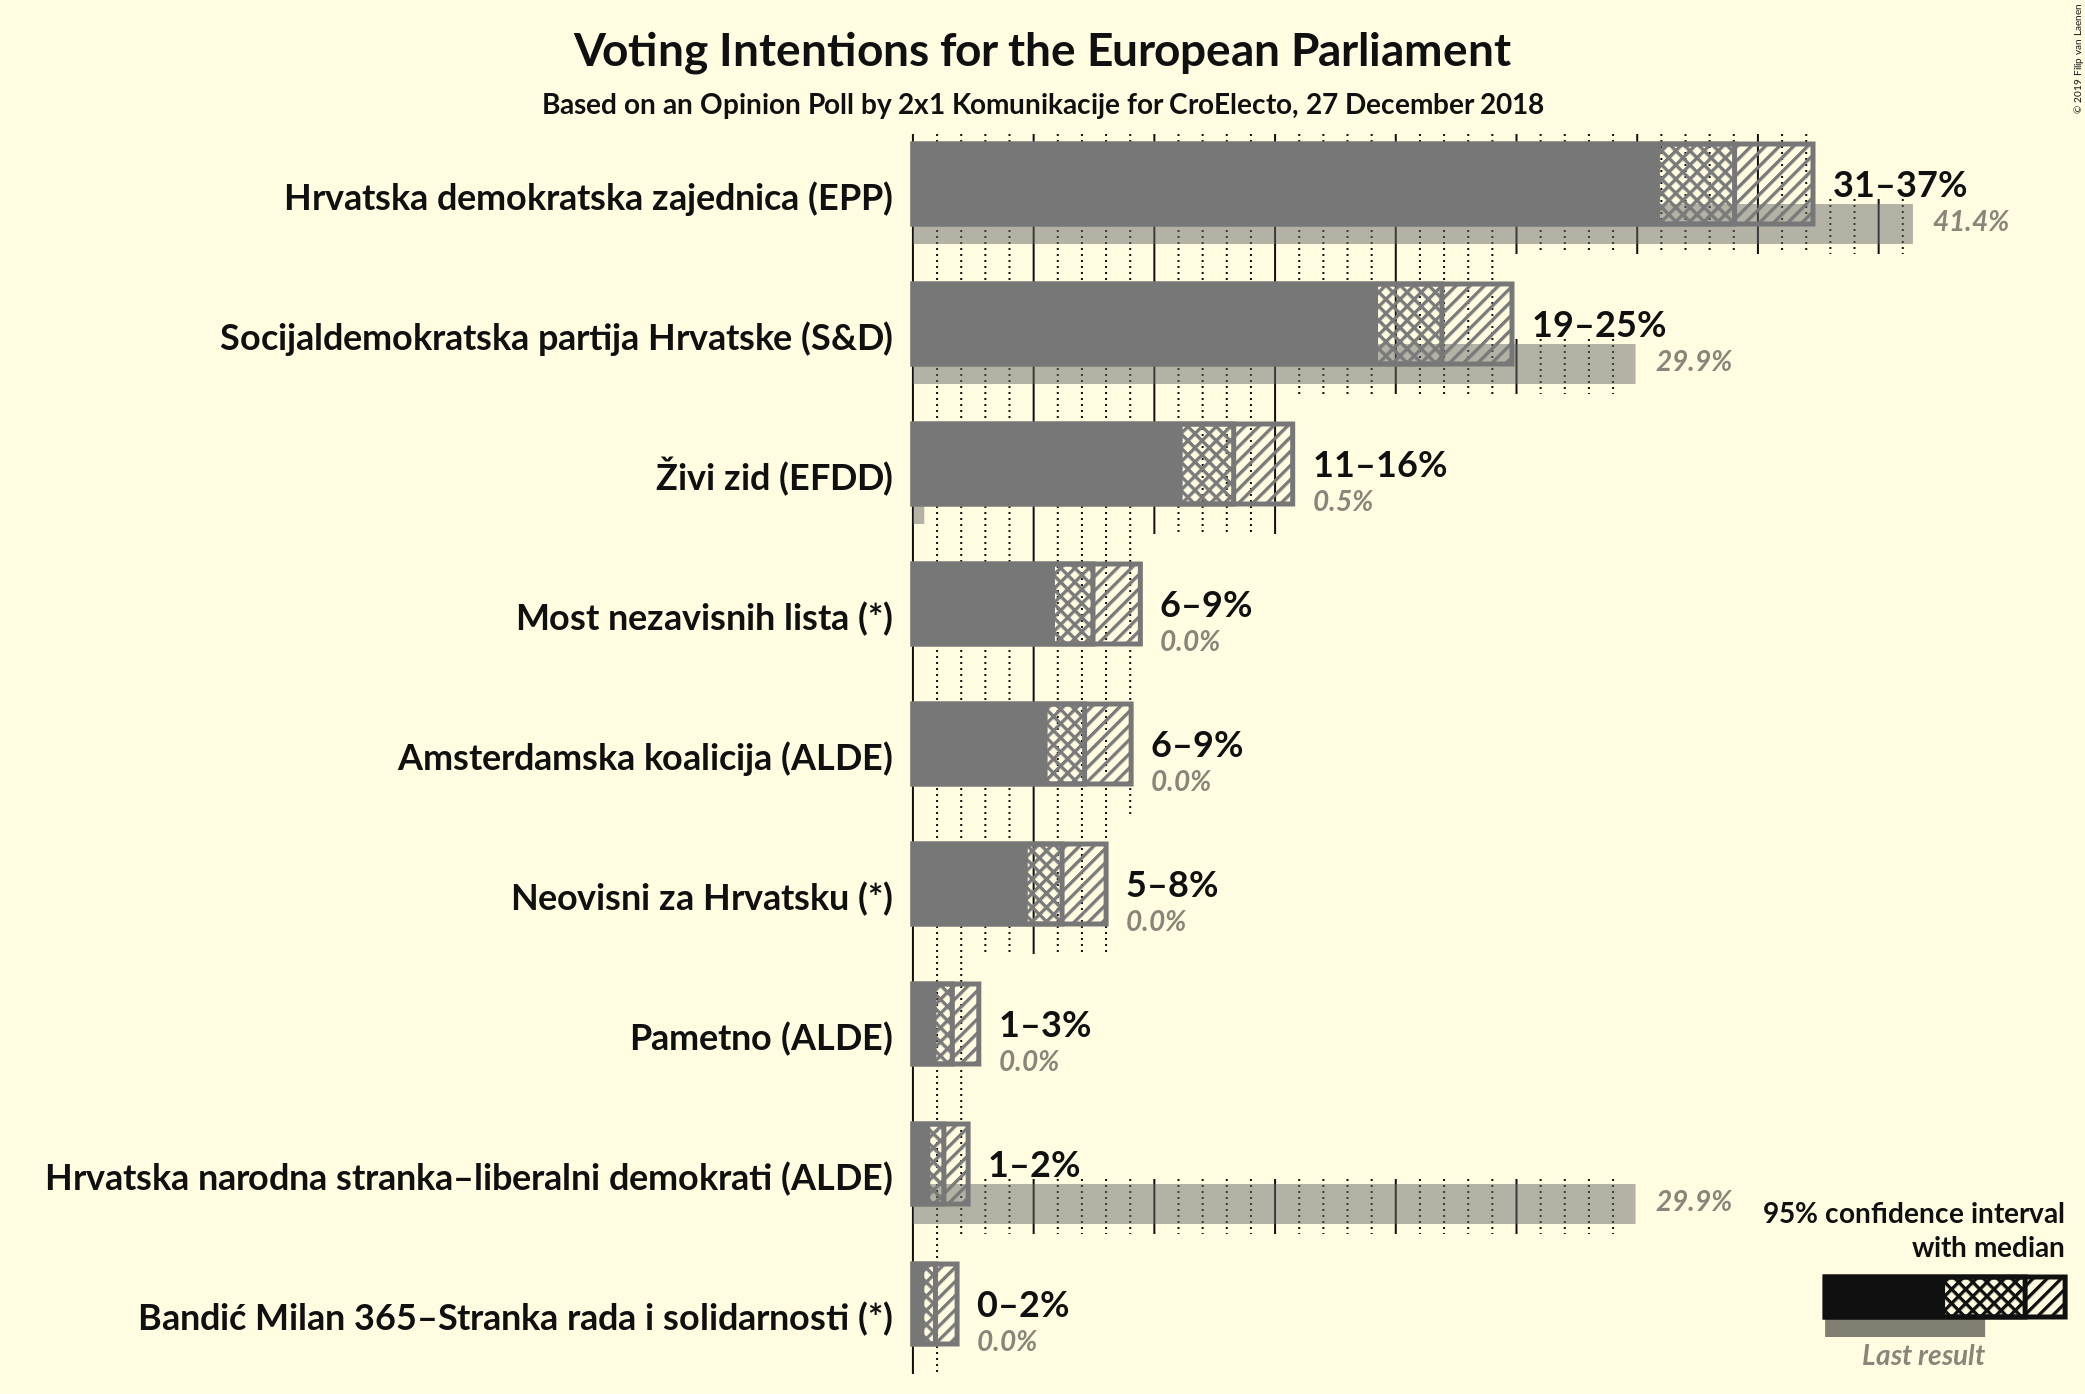 Voting Intentions for the European Parliament
Based on an Opinion Poll by 2x1 Komunikacije for CroElecto, 27 December 2018
© 2019 Filip van Laenen
Hrvatska demokratska zajednica (EPP)
31–37%
41.4%
Socijaldemokratska partija Hrvatske (S&D)
19–25%
29.9%
Živi zid (EFDD)
11–16%
0.5%
Most nezavisnih lista (*)
6–9%
0.0%
Amsterdamska koalicija (ALDE)
6–9%
0.0%
Neovisni za Hrvatsku (*)
5–8%
0.0%
Pametno (ALDE)
1–3%
0.0%
Hrvatska narodna stranka–liberalni demokrati (ALDE)
1–2%
29.9%
Bandić Milan 365–Stranka rada i solidarnosti (*)
0–2%
0.0%
95% confidence interval
with median
Last result